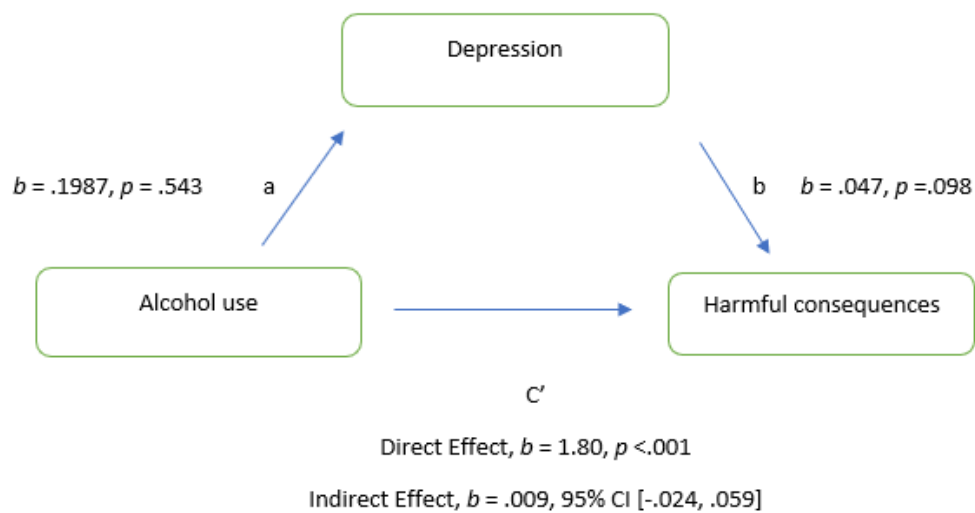 Depression
b = .1987, p = .543 a b b = .047, p =.098
Alcohol use Harmful consequences
C’
Direct Effect, b = 1.80, p <.001
Indirect Effect, b = .009, 95% CI [-.024, .059]